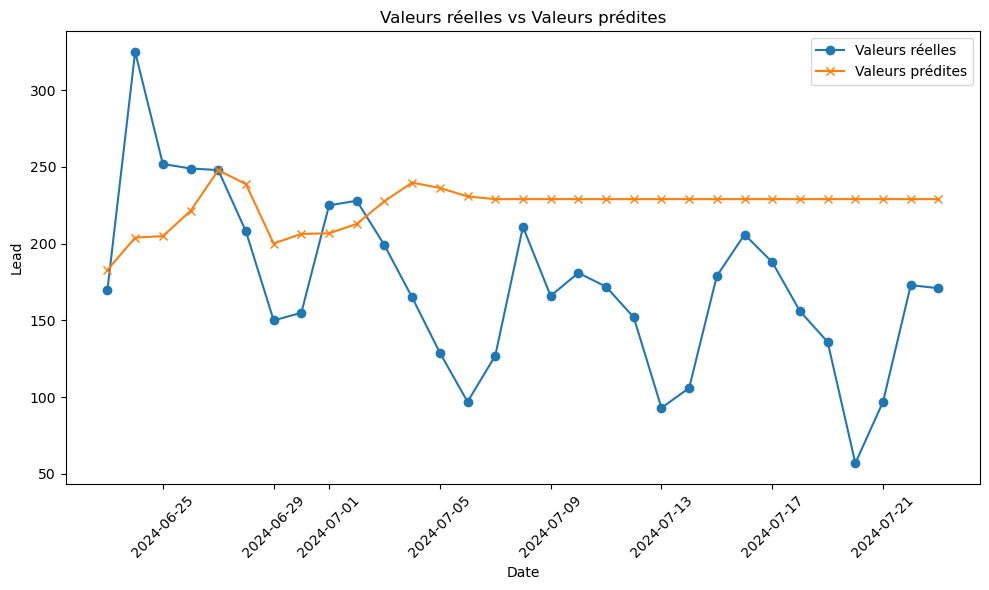 Valeurs réelles vs Valeurs prédites
Valeurs réelles
Valeurs prédites
300
250
200
150
100
50
Lead
2024-06-25
2024-06-29
2024-07-01
2024-07-05
2024-07-09
2024-07-13
2024-07-17
2024-07-21
Date